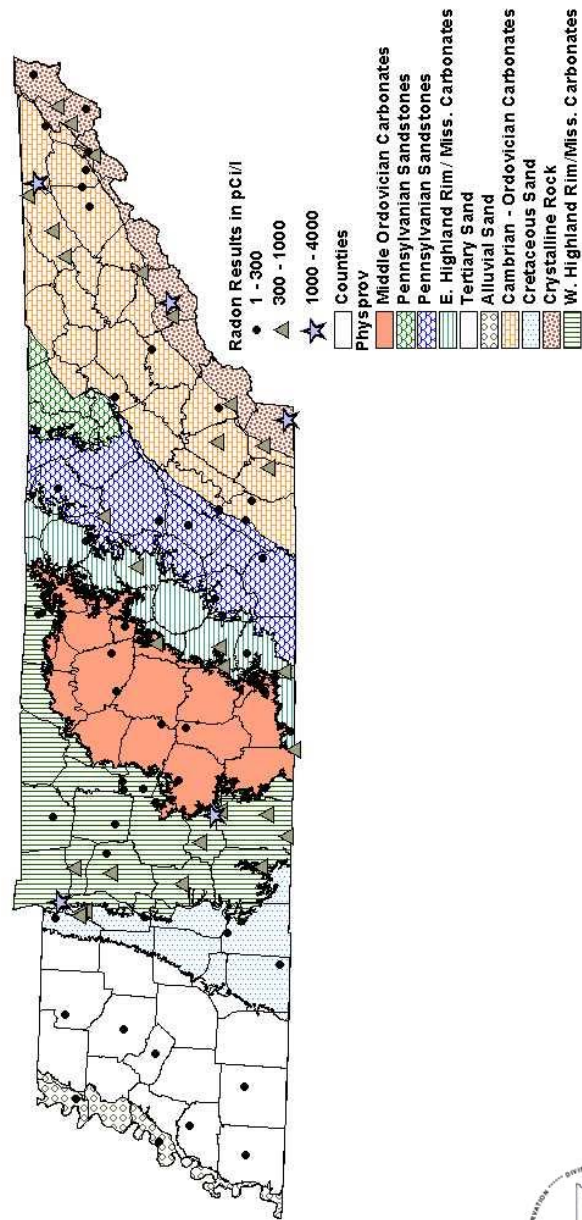 Radon Results in pCi/l
1 - 300
300 - 1000
1000 - 4000
Counties
Physprov
Middle Ordovician Carbonates
Pennsylvanian Sandstones
Pennsylvanian Sandstones
E. Highland Rim/ Miss. Carbonates
Tertiary Sand
Alluvial Sand
Cambrian - Ordovician Carbonates
Cretaceous Sand
Crystalline Rock
W. Highland Rim/Miss. Carbonates